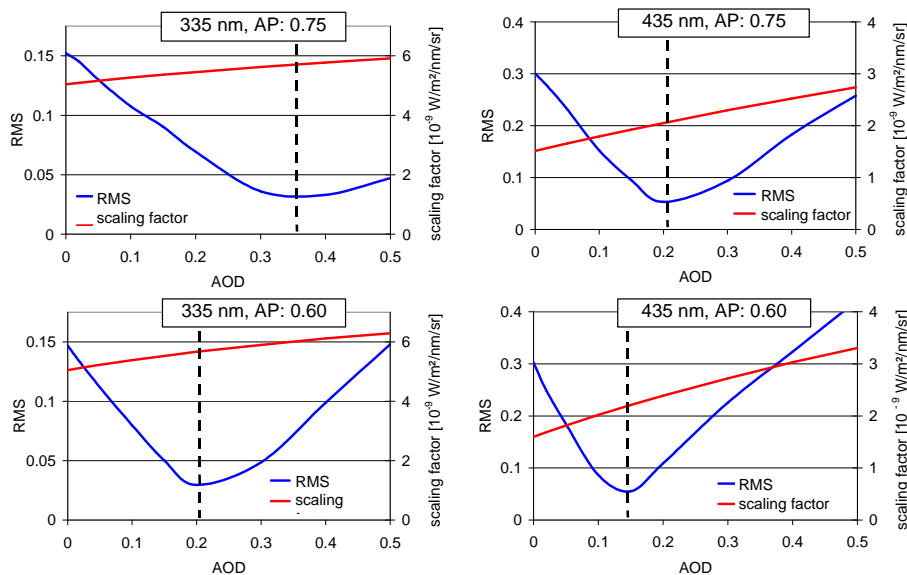 335 nm, AP: 0.75
0.15
0.1
0.05
0
RMS
6
4
2
0
scaling factor [10⁻⁹ W/m²/nm/sr]
RMS
scaling factor
0 0.1 0.2 0.3 0.4 0.5
AOD
435 nm, AP: 0.75
0.4
0.3
0.2
0.1
0
RMS
4
3
2
1
0
scaling factor [10⁻⁹ W/m²/nm/sr]
RMS
scaling factor
0 0.1 0.2 0.3 0.4 0.5
AOD
335 nm, AP: 0.60
0.15
0.1
0.05
0
RMS
6
4
2
0
scaling factor [10⁻⁹ W/m²/nm/sr]
RMS
scaling
0 0.1 0.2 0.3 0.4 0.5
AOD
435 nm, AP: 0.60
0.4
0.3
0.2
0.1
0
RMS
4
3
2
1
0
scaling factor [10⁻⁹ W/m²/nm/sr]
RMS
scaling factor
0 0.1 0.2 0.3 0.4 0.5
AOD